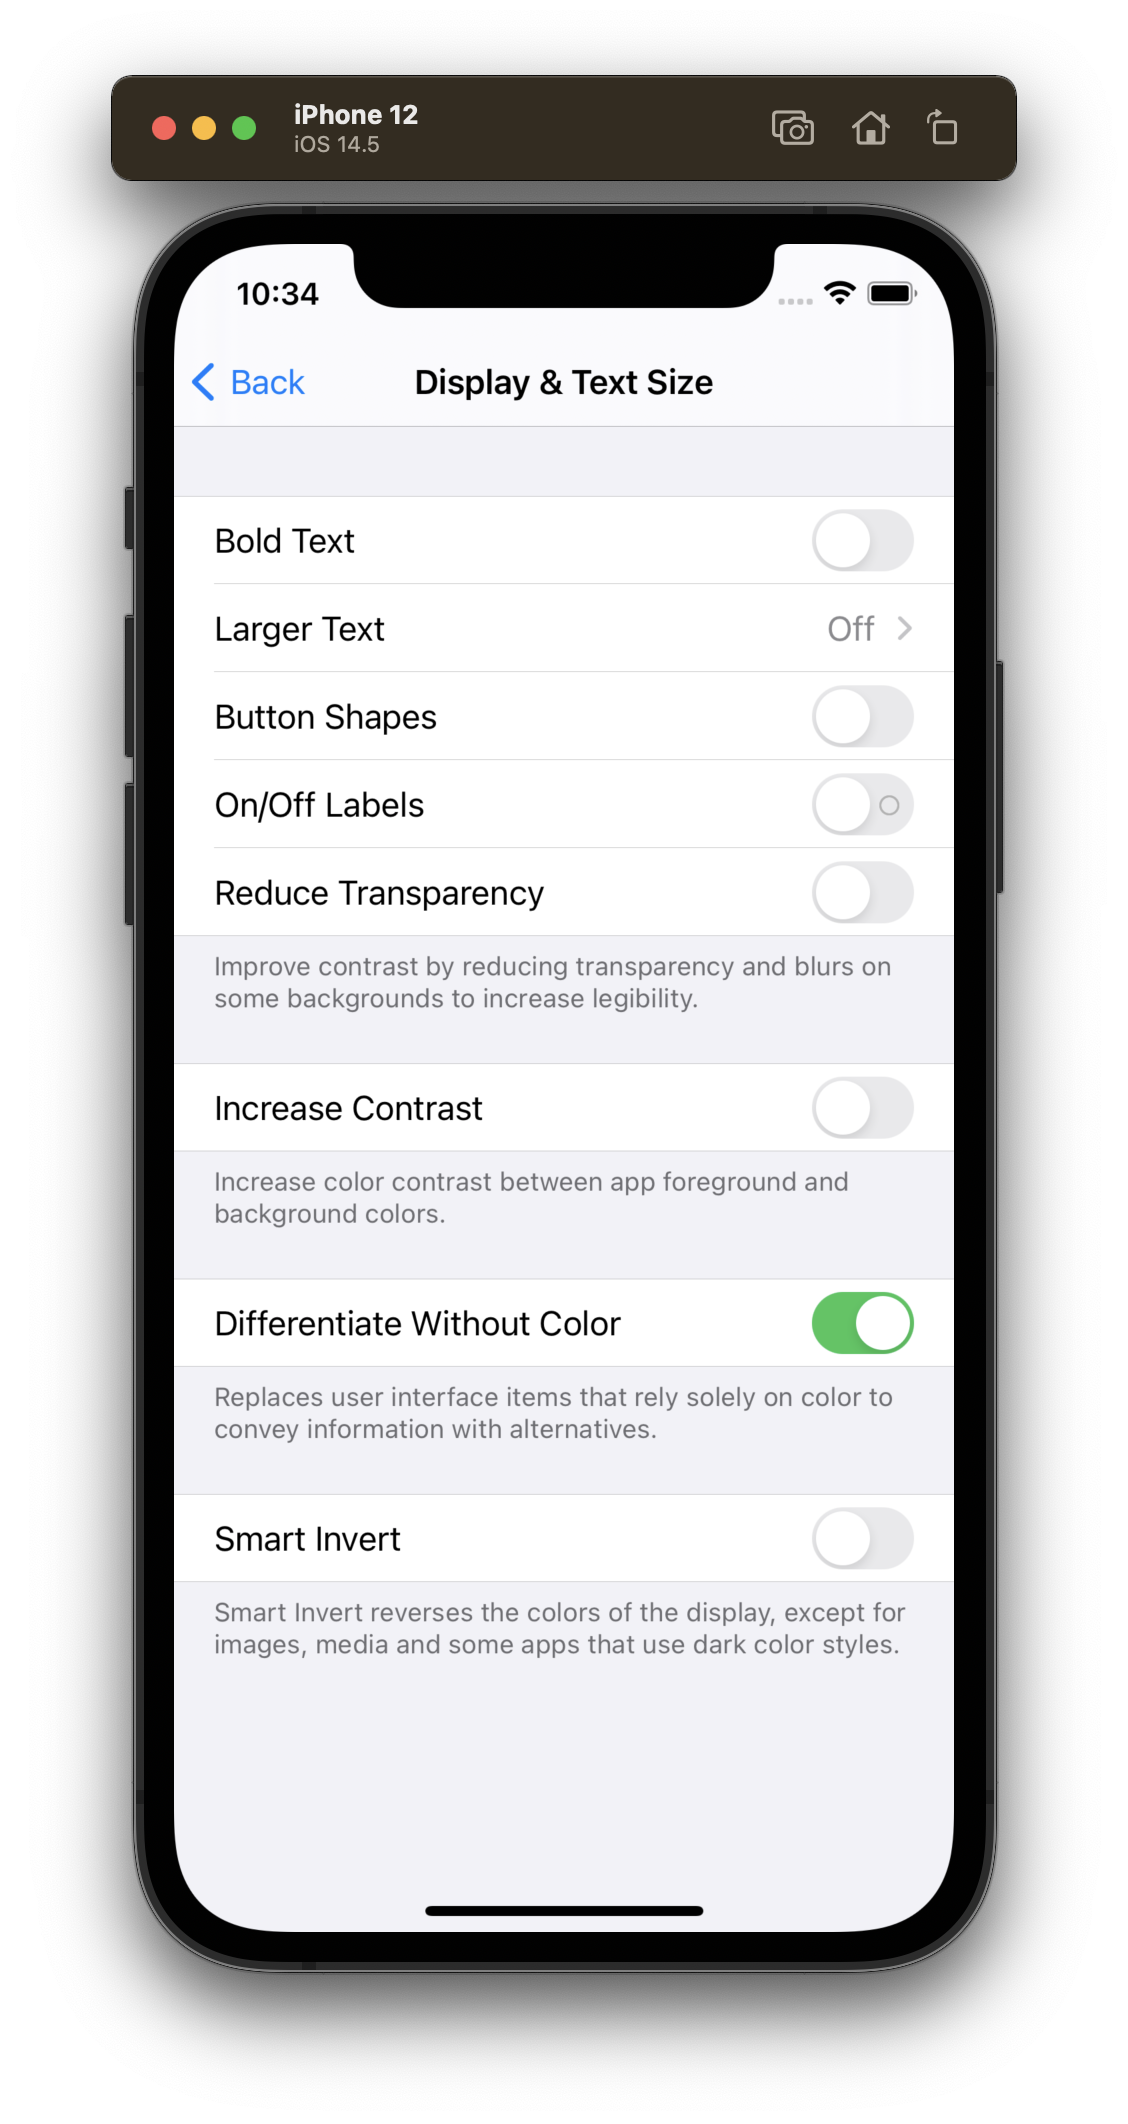 iPhone 12
iOS 14.5
10:34
Back
Display & Text Size
Bold Text
Larger Text
Off
Button Shapes
On/Off Labels
Reduce Transparency
Improve contrast by reducing transparency and blurs on
some backgrounds to increase legibility.
Increase Contrast
Increase color contrast between app foreground and
background colors.
Differentiate Without Color
Replaces user interface items that rely solely on color to
convey information with alternatives.
Smart Invert
Smart Invert reverses the colors of the display, except for
images, media and some apps that use dark color styles.